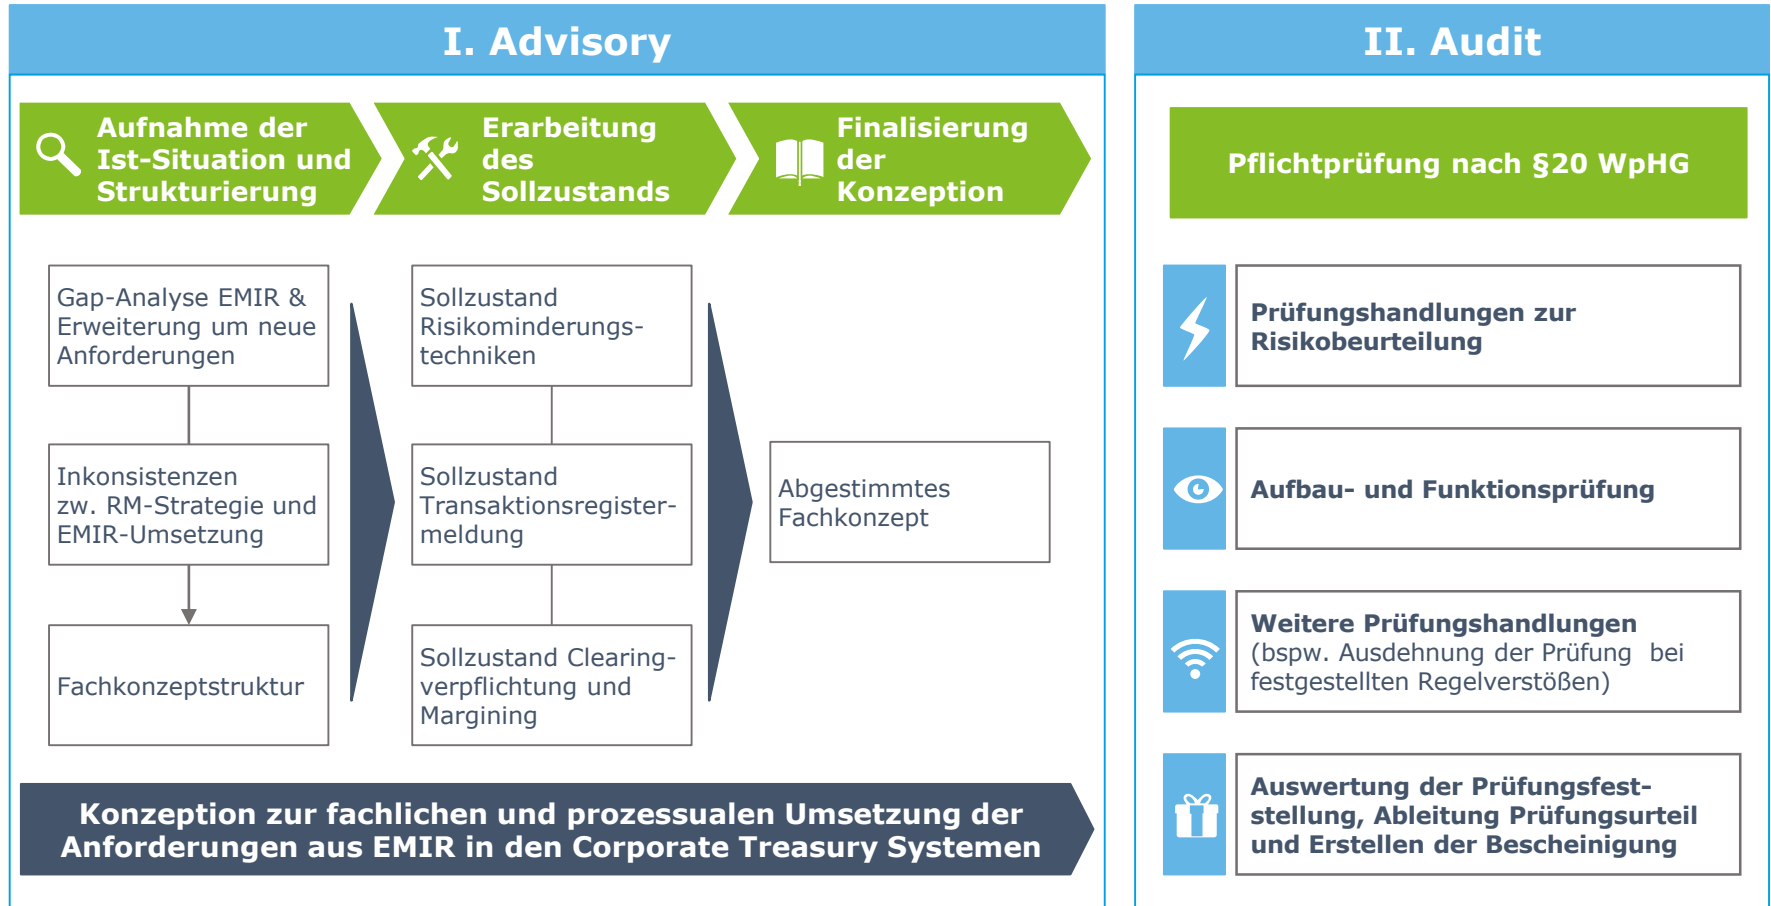 I. Advisory
Aufnahme der
Ist-Situation und
Strukturierung
Erarbeitung
des
Sollzustands
Finalisierung
der
Konzeption
Gap-Analyse EMIR &
Erweiterung um neue
Anforderungen
Inkonsistenzen
zw. RM-Strategie und
EMIR-Umsetzung
Fachkonzeptstruktur
Sollzustand
Risikominderungs-
techniken
Sollzustand
Transaktionsregister-
meldung
Sollzustand Clearing-
verpflichtung und
Margining
Abgestimmtes
Fachkonzept
Konzeption zur fachlichen und prozessualen Umsetzung der
Anforderungen aus EMIR in den Corporate Treasury Systemen
II. Audit
Pflichtprüfung nach §20 WpHG
Prüfungshandlungen zur
Risikobeurteilung
Aufbau- und Funktionsprüfung
Weitere Prüfungshandlungen
(bspw. Ausdehnung der Prüfung  bei
festgestellten Regelverstößen)
Auswertung der Prüfungsfest-
stellung, Ableitung Prüfungsurteil
und Erstellen der Bescheinigung